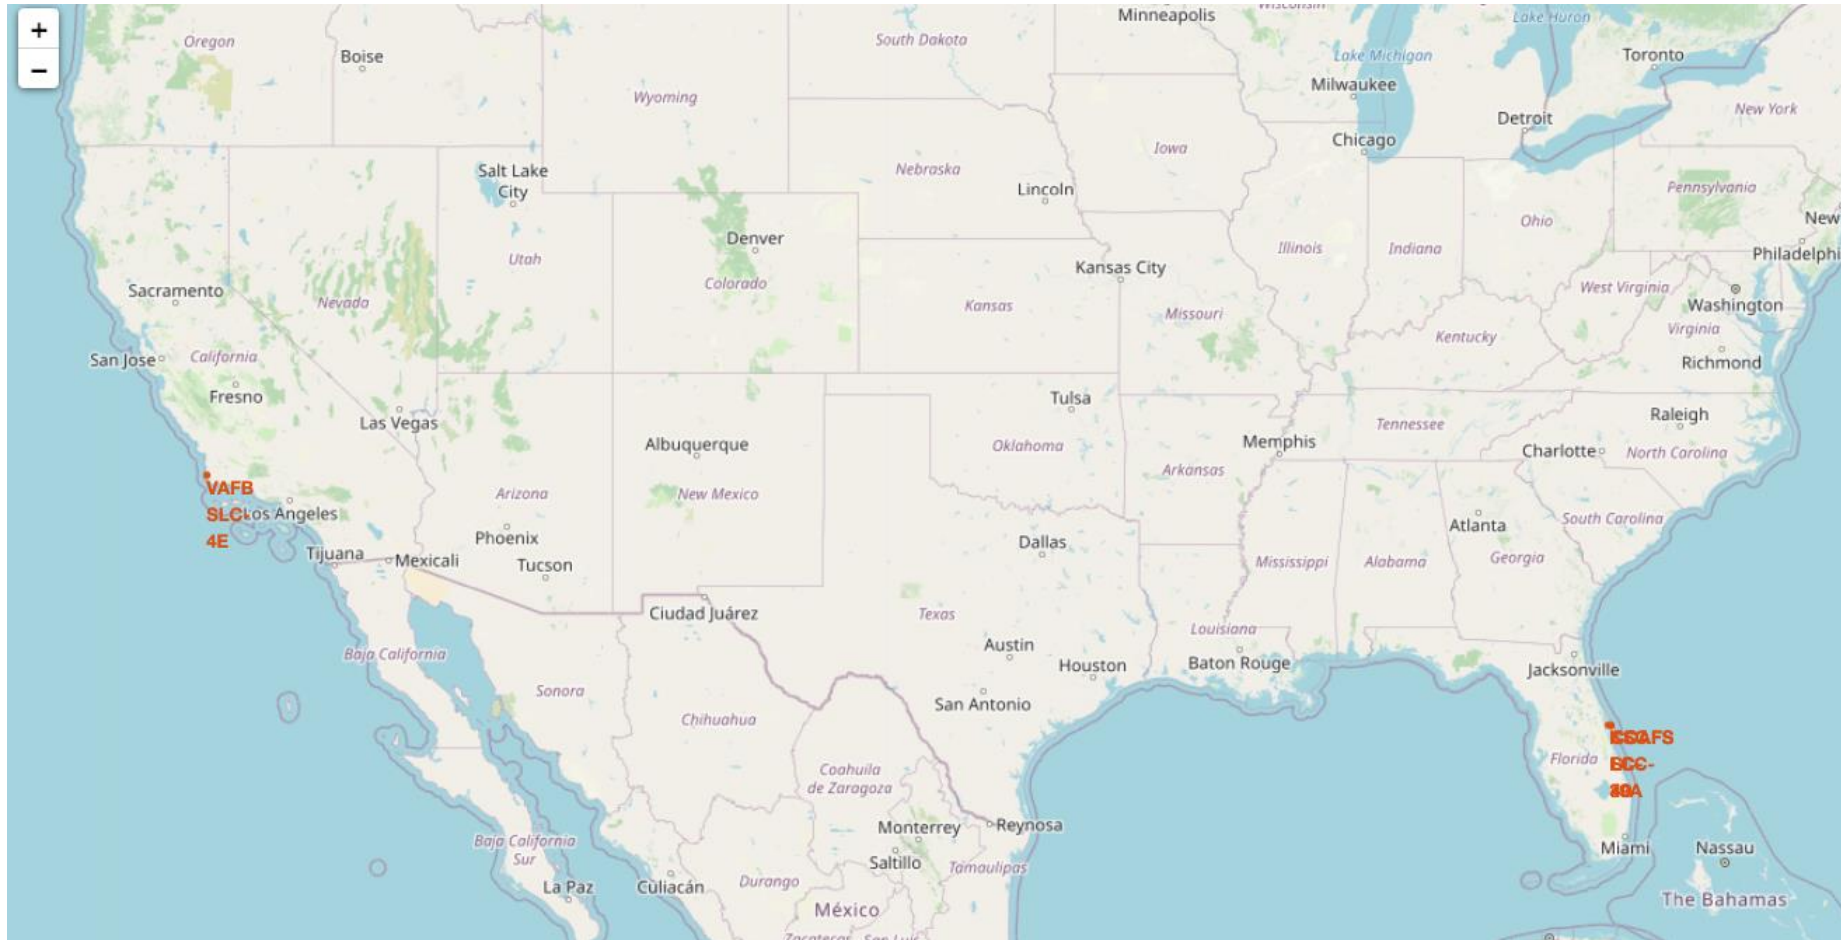 +
−
Oregon
Boise
Wyoming
South Dakota
Minneapolis
Wisconsin
Lake Michigan
Lake Huron
Toronto
Milwaukee
Detroit
New York
Chicago
Iowa
Nebraska
Lincoln
Salt Lake
City
Pennsylvania
New
Philadelphi
Ohio
Indiana
Illinois
Denver
Utah
Colorado
Kansas City
Kansas
Missouri
West Virginia
Washington
Virginia
Richmond
Kentucky
Sacramento
Nevada
San Jose
California
Fresno
Las Vegas
Tulsa
Oklahoma
Albuquerque
New Mexico
Arizona
Memphis
Tennessee
Raleigh
Charlotte
North Carolina
Arkansas
VAFB
SLC-
4E
Los Angeles
Tijuana
Mexicali
Phoenix
Tucson
Dallas
Atlanta
South Carolina
Mississippi
Alabama
Georgia
Ciudad Juárez
Texas
Louisiana
Austin
Houston
Baton Rouge
Jacksonville
San Antonio
Baja California
Sonora
Chihuahua
Coahuila
de Zaragoza
Florida
Monterrey
Reynosa
Saltillo
Tamaulipas
Miami
Nassau
The Bahamas
Baja California
Sur
La Paz
Culiacán
Durango
México
Zacatecas
San Luis